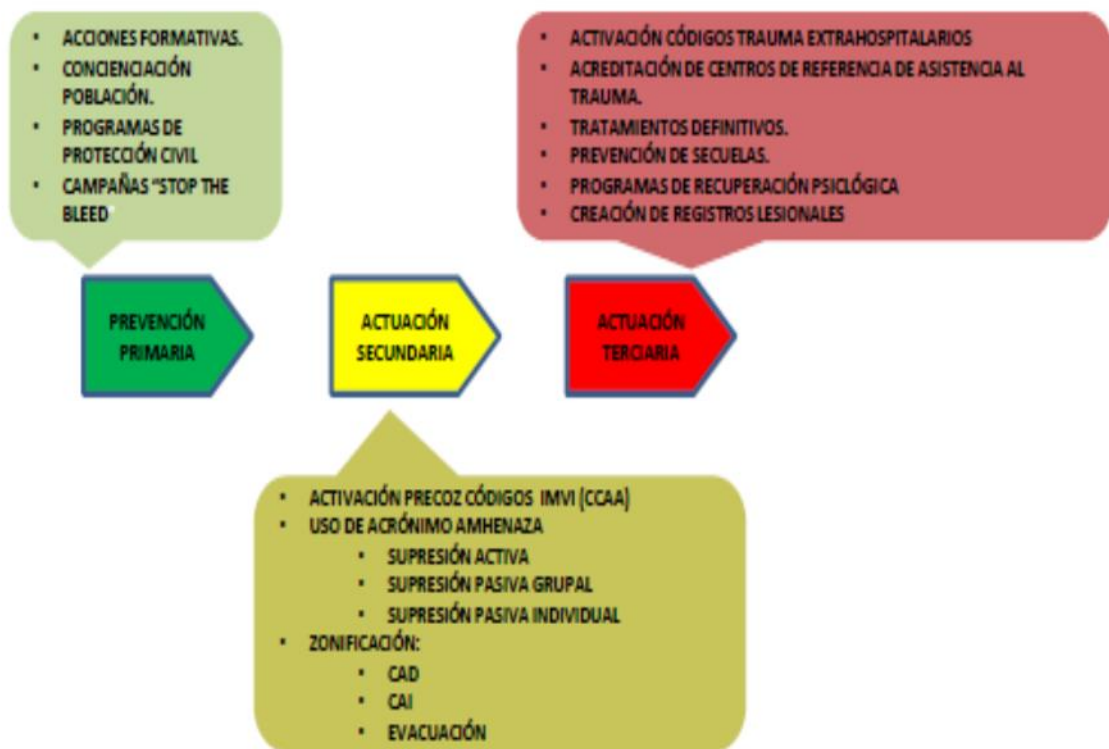 • ACCIONES FORMATIVAS.
• CONCIENCIACIÓN
POBLACIÓN.
• PROGRAMAS DE
PROTECCIÓN CIVIL
• CAMPAÑAS “STOP THE
BLEED”
• ACTIVACIÓN CÓDIGOS TRAUMA EXTRAHOSPITALARIOS
• ACREDITACIÓN DE CENTROS DE REFERENCIA DE ASISTENCIA AL
TRAUMA.
• TRATAMIENTOS DEFINITIVOS.
• PREVENCIÓN DE SECUELAS.
• PROGRAMAS DE RECUPERACIÓN PSICLÓGICA
• CREACIÓN DE REGISTROS LESIONALES
PREVENCIÓN
PRIMARIA
ACTUACIÓN
SECUNDARIA
ACTUACIÓN
TERCIARIA
• ACTIVACIÓN PRECOZ CÓDIGOS IMVI (CCAA)
• USO DE ACRÓNIMO AMHENAZA
• SUPRESIÓN ACTIVA
• SUPRESIÓN PASIVA GRUPAL
• SUPRESIÓN PASIVA INDIVIDUAL
• ZONIFICACIÓN:
• CAD
• CAI
• EVACUACIÓN